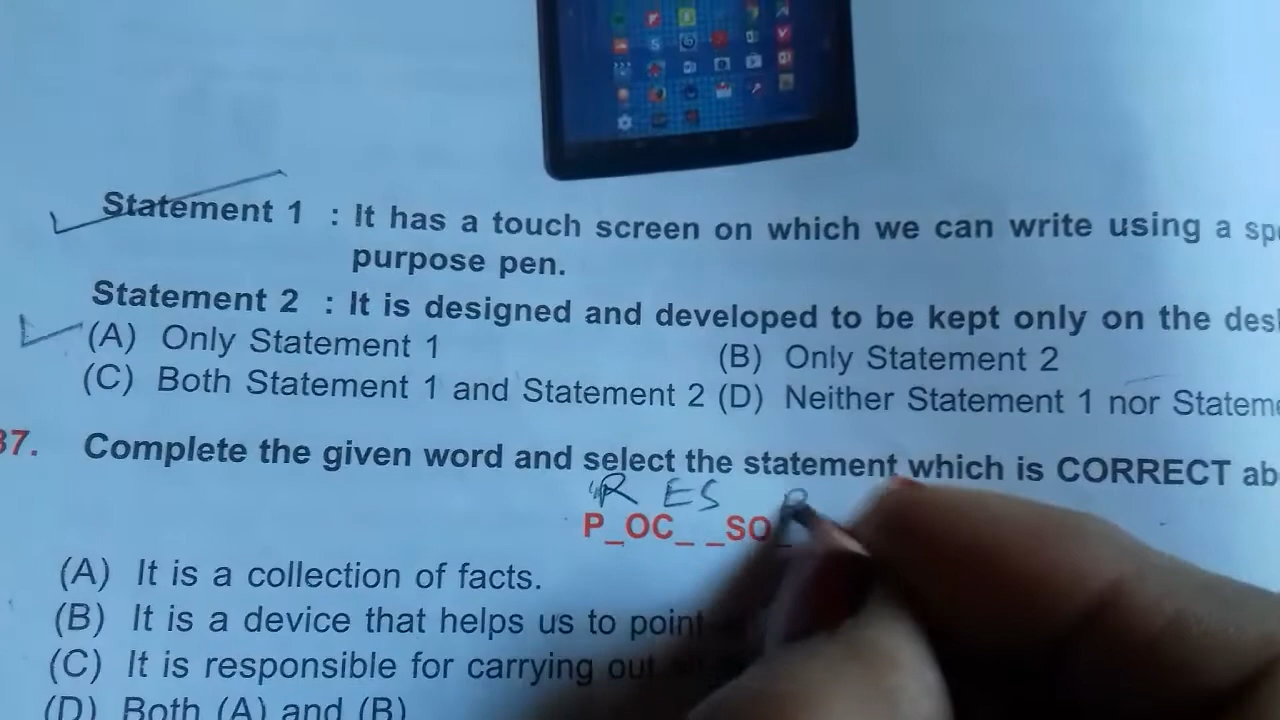 Statement 1 : It has a touch screen on which we can write using a
purpose pen.
Statement 2 : It is designed and developed to be kept only on the
(A) Only Statement 1
(B) Only Statement 2
(C) Both Statement 1 and Statement 2 (D) Neither Statement 1 nor
37. Complete the given word and select the statement which is CORRECT
R ES R
P_OC_ _SO_
(A) It is a collection of facts.
(B) It is a device that helps us to point
(C) It is responsible for carrying out
(D) Both (A) and (B)